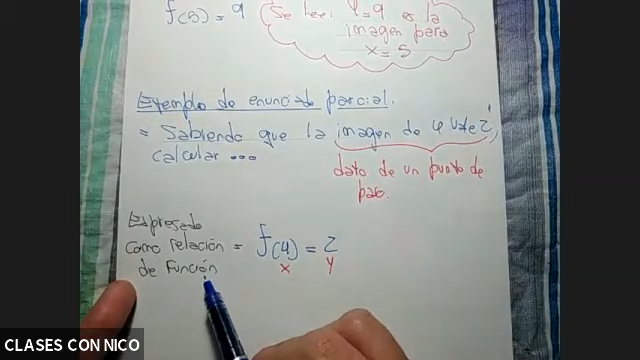 f(5) = 9
Se lee: y=9 es la
imagen para
x = 5
Ejemplo de enunciado parcial.
= Sabiendo que la imagen de 4 vale 2,
calcular ...
dato de un punto de
paso.
Expresado
como relación = f(4) = 2
de Función
x y
CLASES CON NICO